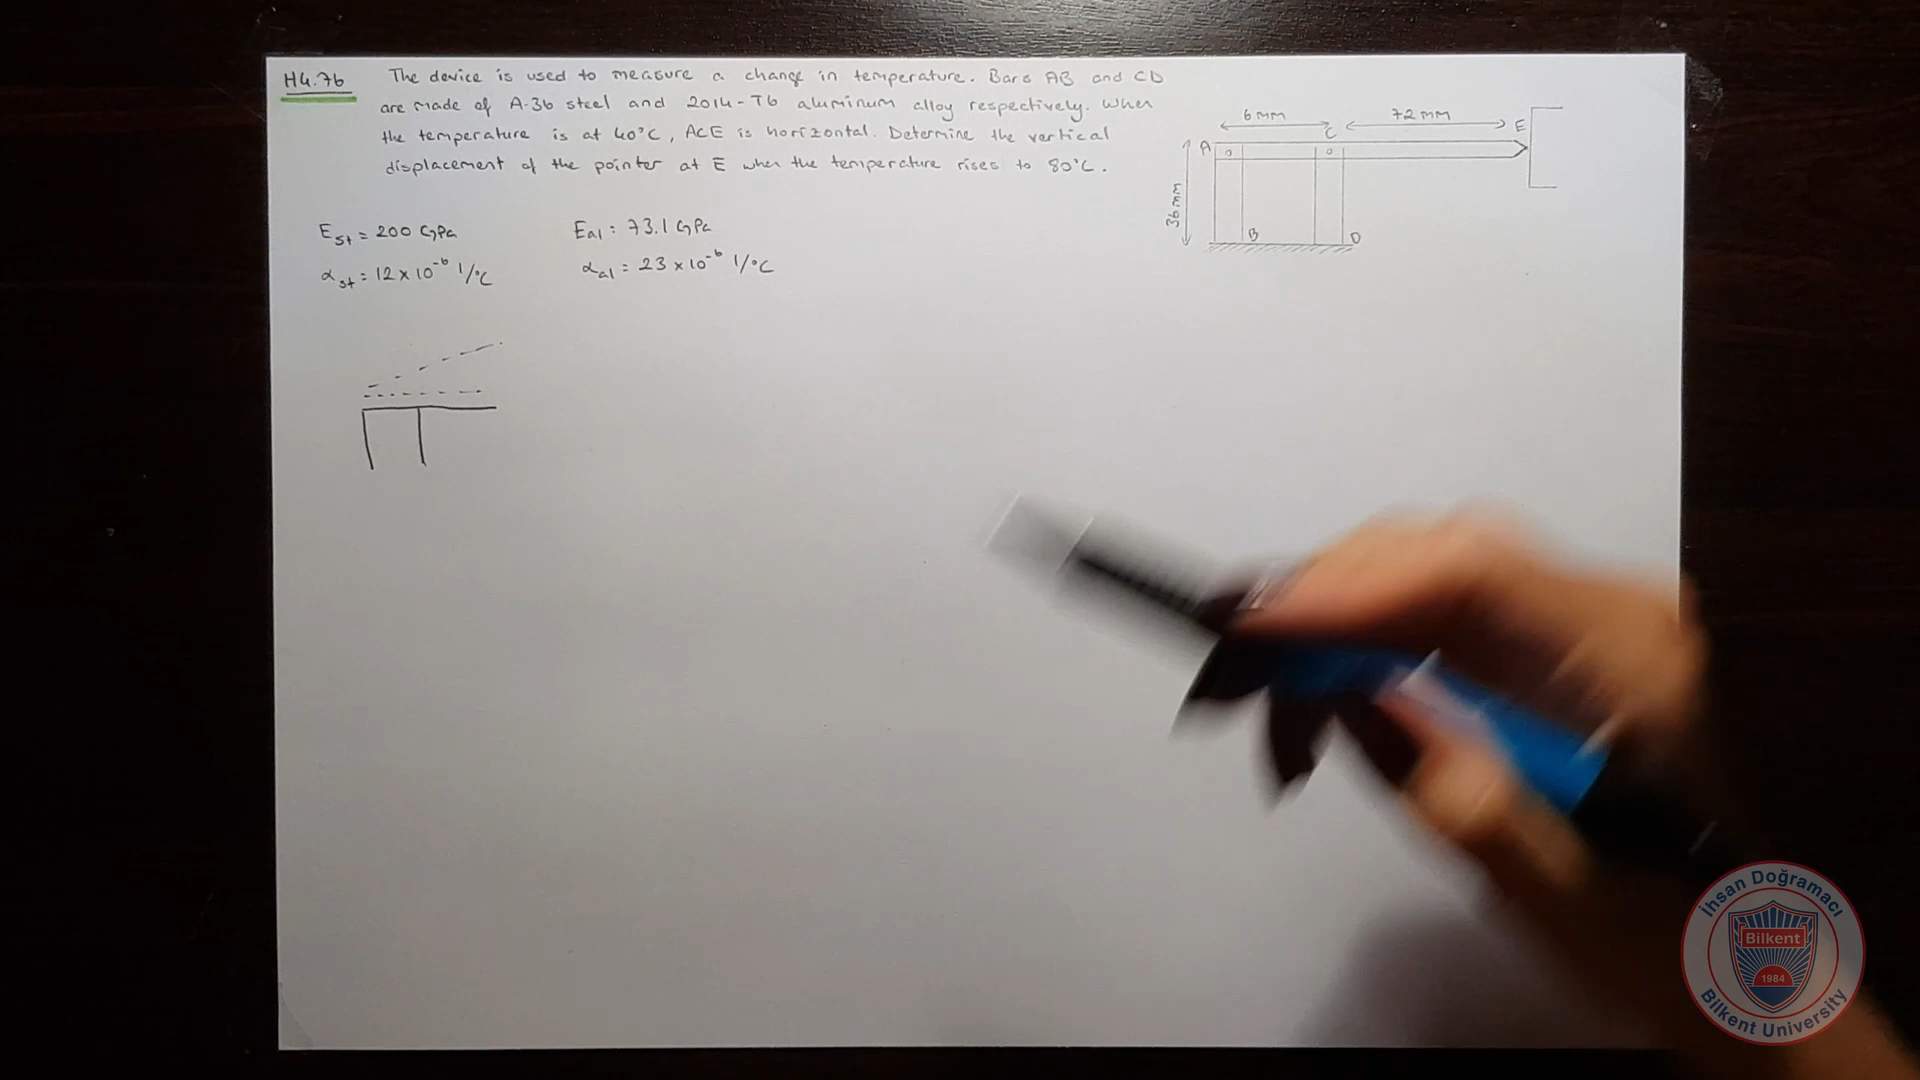 H4.76
The device is used to measure a change in temperature. Bars AB and CD
are made of A-36 steel and 2014-T6 aluminum alloy respectively. When
the temperature is at 40°C, ACE is horizontal. Determine the vertical
displacement of the pointer at E when the temperature rises to 80°C.
6 mm
72 mm
A
C
E
36 mm
B
D
Est = 200 GPa
Eal : 73.1 GPa
αst = 12 x 10⁻⁶ 1/°C
αal = 23 x 10⁻⁶ 1/°C
İhsan Doğramacı
Bilkent
1984
Bilkent University